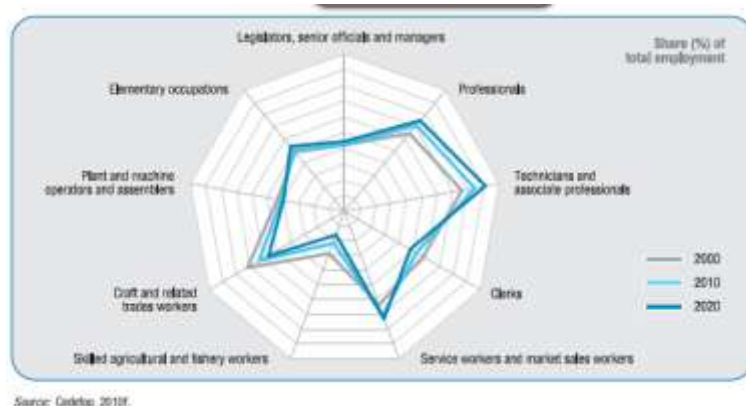 Legislators, senior officials and managers
Share (%) of
total employment
Elementary occupations
Professionals
Plant and machine
operators and assemblers
Technicians and
associate professionals
2000
2010
2020
Craft and related
trades workers
Clerks
Skilled agricultural and fishery workers
Service workers and market sales workers
Source: Cedefop, 2010f.